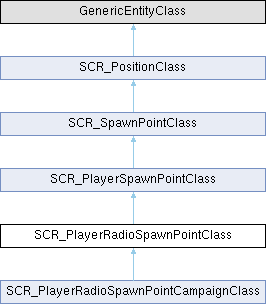 GenericEntityClass
SCR_PositionClass
SCR_SpawnPointClass
SCR_PlayerSpawnPointClass
SCR_PlayerRadioSpawnPointClass
SCR_PlayerRadioSpawnPointCampaignClass